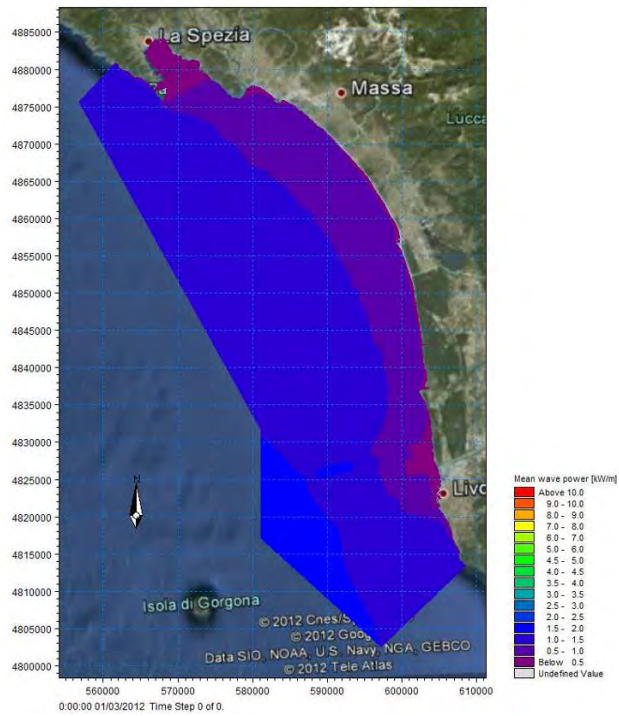 4885000
4880000
4875000
4870000
4865000
4860000
4855000
4850000
4845000
4840000
4835000
4830000
4825000
4820000
4815000
4810000
4805000
4800000
La Spezia
Massa
Lucca
Livo
N
Isola di Gorgona
© 2012 Cnes/S
© 2012 Goog
Data SIO, NOAA, U.S. Navy, NGA, GEBCO
© 2012 Tele Atlas
560000 570000 580000 590000 600000 610000
0:00:00 01/03/2012 Time Step 0 of 0.
Mean wave power [kW/m]
Above 10.0
9.0 - 10.0
8.0 - 9.0
7.0 - 8.0
6.0 - 7.0
5.0 - 6.0
4.5 - 5.0
4.0 - 4.5
3.5 - 4.0
3.0 - 3.5
2.5 - 3.0
2.0 - 2.5
1.5 - 2.0
1.0 - 1.5
0.5 - 1.0
Below 0.5
Undefined Value